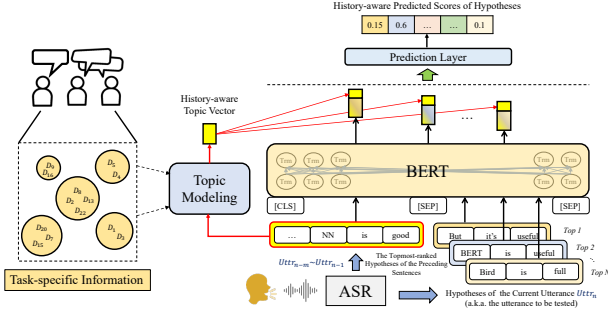 History-aware Predicted Scores of Hypotheses
0.15 0.6 ... ... 0.1
Prediction Layer
History-aware
Topic Vector
...
Trm Trm Trm Trm Trm
Trm Trm Trm Trm Trm
BERT
[CLS] [SEP] [SEP]
Topic
Modeling
D9
D16
D5
D4
D8
D2 D13
D22
D20
D7
D15
D1
D3
Task-specific Information
... NN is good
Uttrn-m~Uttrn-1
The Topmost-ranked
Hypotheses of the Preceding
Sentences
ASR
But it's useful Top 1
BERT is useful Top 2
Bird is full Top N
Hypotheses of the Current Utterance Uttrn
(a.k.a. the utterance to be tested)